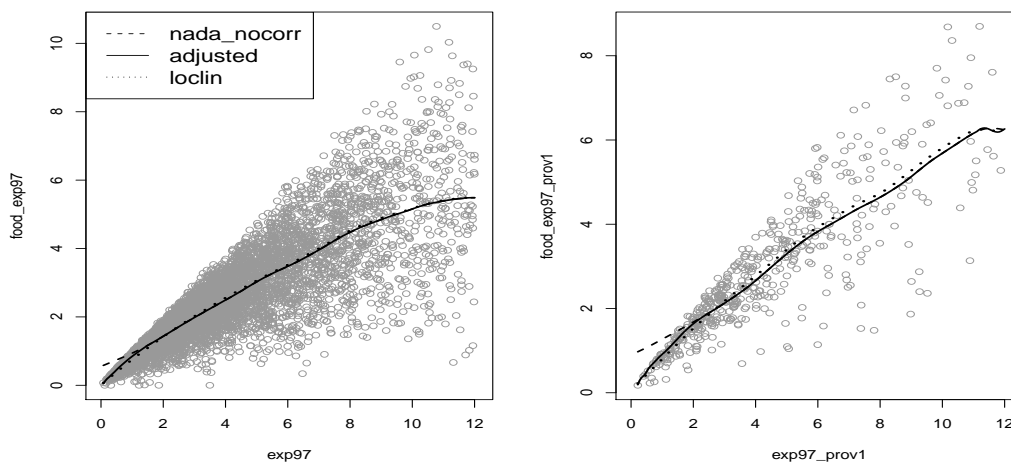 nada_nocorr
adjusted
loclin
food_exp97
0 2 4 6 8 10
0 2 4 6 8 10 12
exp97
food_exp97_prov1
0 2 4 6 8
0 2 4 6 8 10 12
exp97_prov1